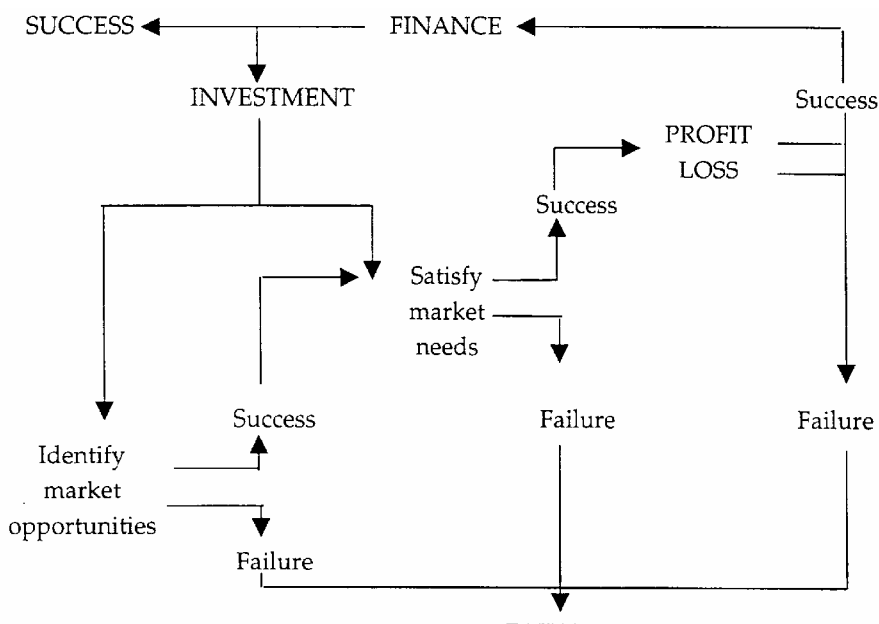 SUCCESS
FINANCE
INVESTMENT
Success
PROFIT
LOSS
Success
Satisfy
market
needs
Success
Failure
Failure
Identify
market
opportunities
Failure